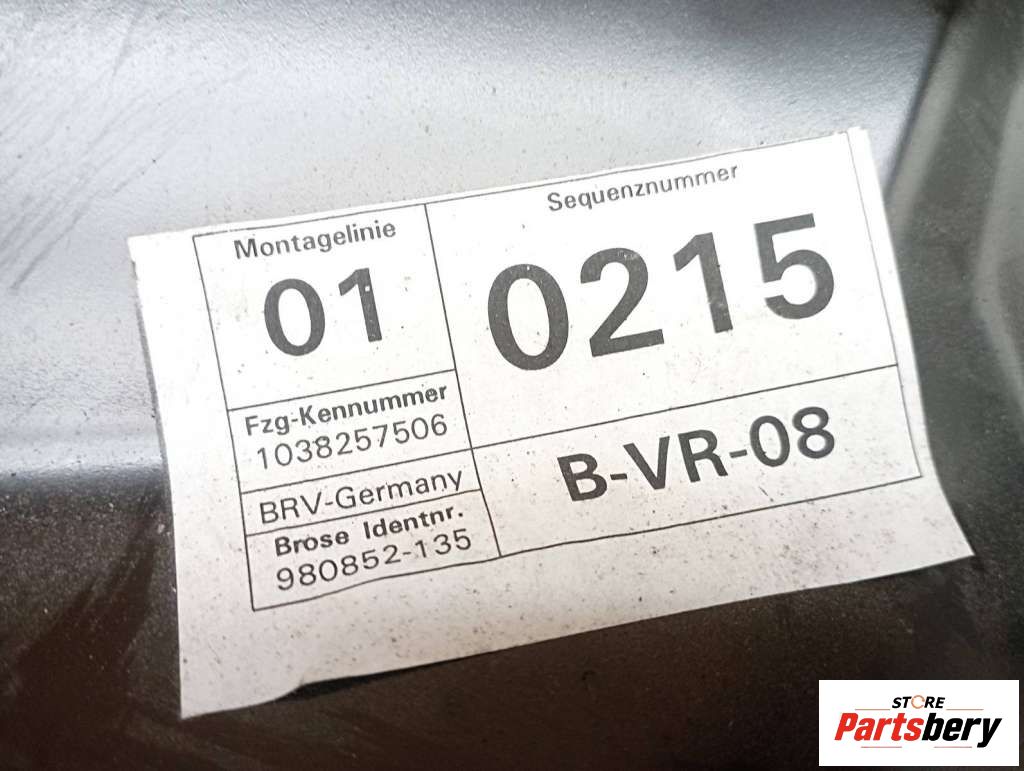 Montagelinie
01
Sequenznummer
0215
Fzg-Kennummer
1038257506
BRV-Germany
Brose Identnr.
980852-135
B-VR-08
STORE
Partsbery